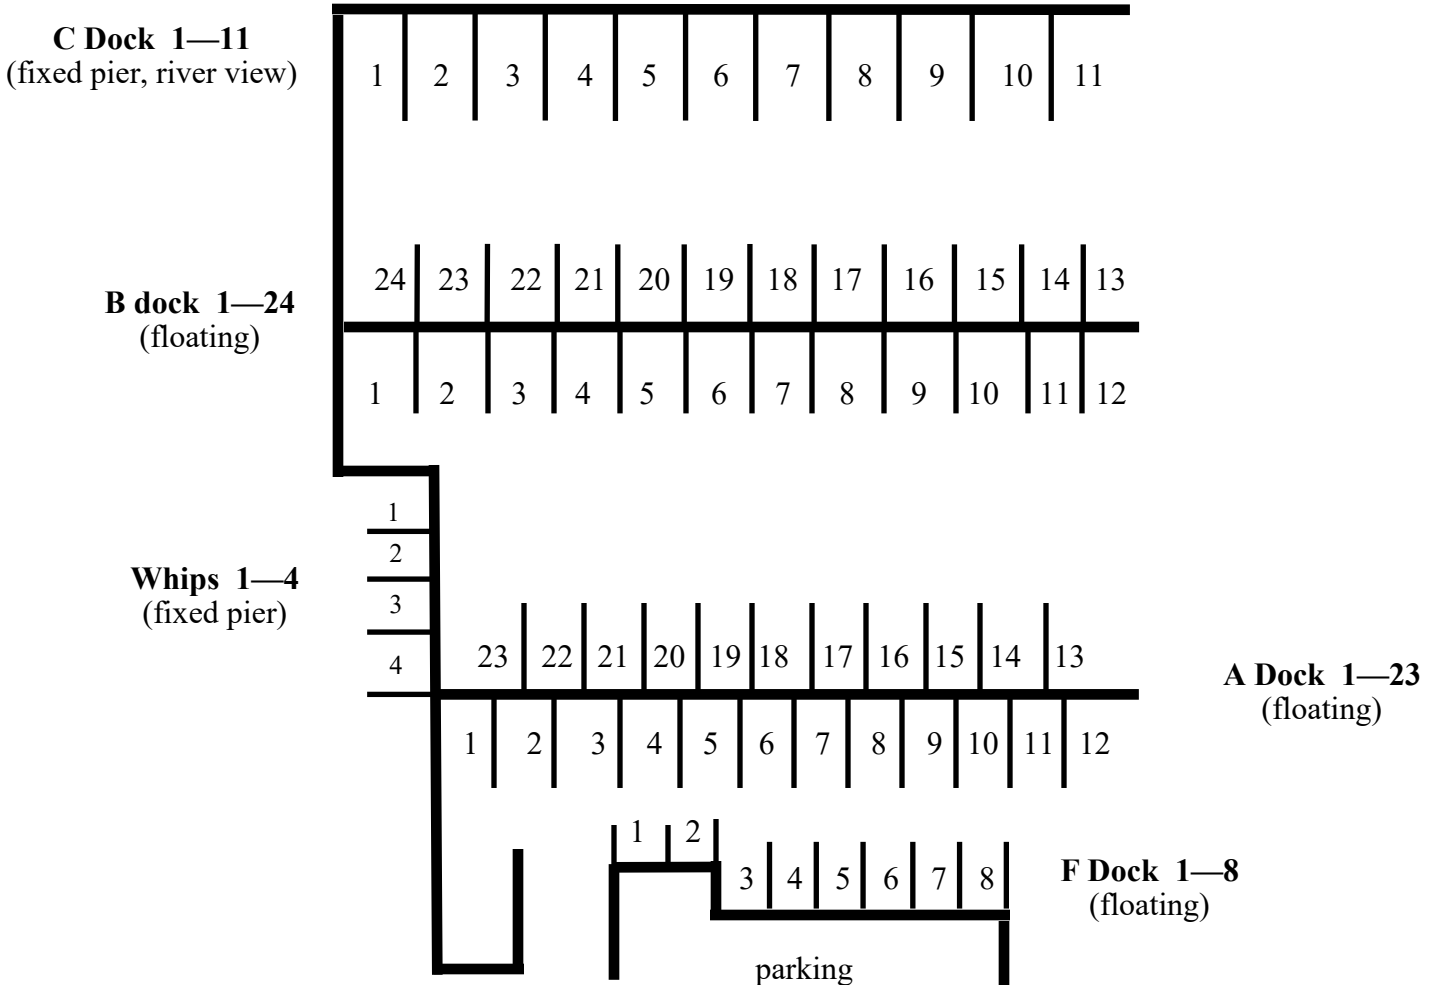 C Dock 1—11
(fixed pier, river view)
1 2 3 4 5 6 7 8 9 10 11
24 23 22 21 20 19 18 17 16 15 14 13
B dock 1—24
(floating)
1 2 3 4 5 6 7 8 9 10 11 12
1
2
Whips 1—4
(fixed pier)
3
4
23 22 21 20 19 18 17 16 15 14 13
A Dock 1—23
(floating)
1 2 3 4 5 6 7 8 9 10 11 12
1 2
3 4 5 6 7 8
F Dock 1—8
(floating)
parking